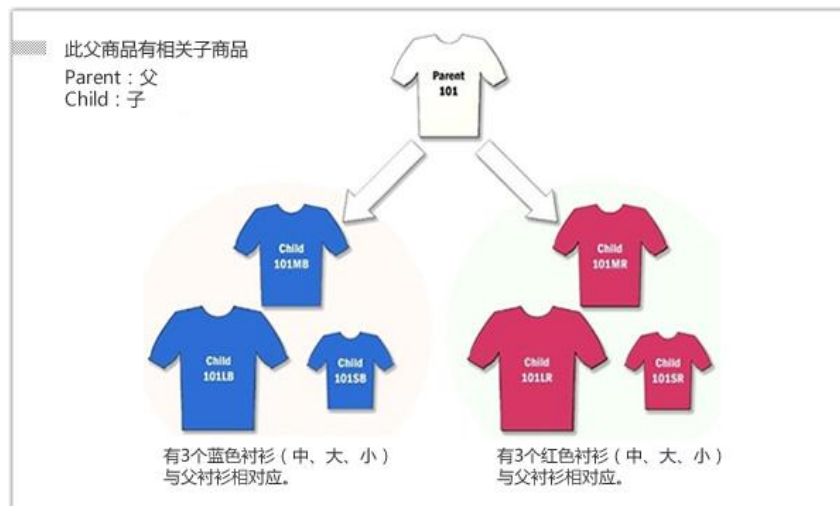 此父商品有相关子商品
Parent：父
Child：子
Parent
101
Child
101MB
Child
101LB
Child
101SB
有3个蓝色衬衫（中、大、小）
与父衬衫相对应。
Child
101MR
Child
101LR
Child
101SR
有3个红色衬衫（中、大、小）
与父衬衫相对应。